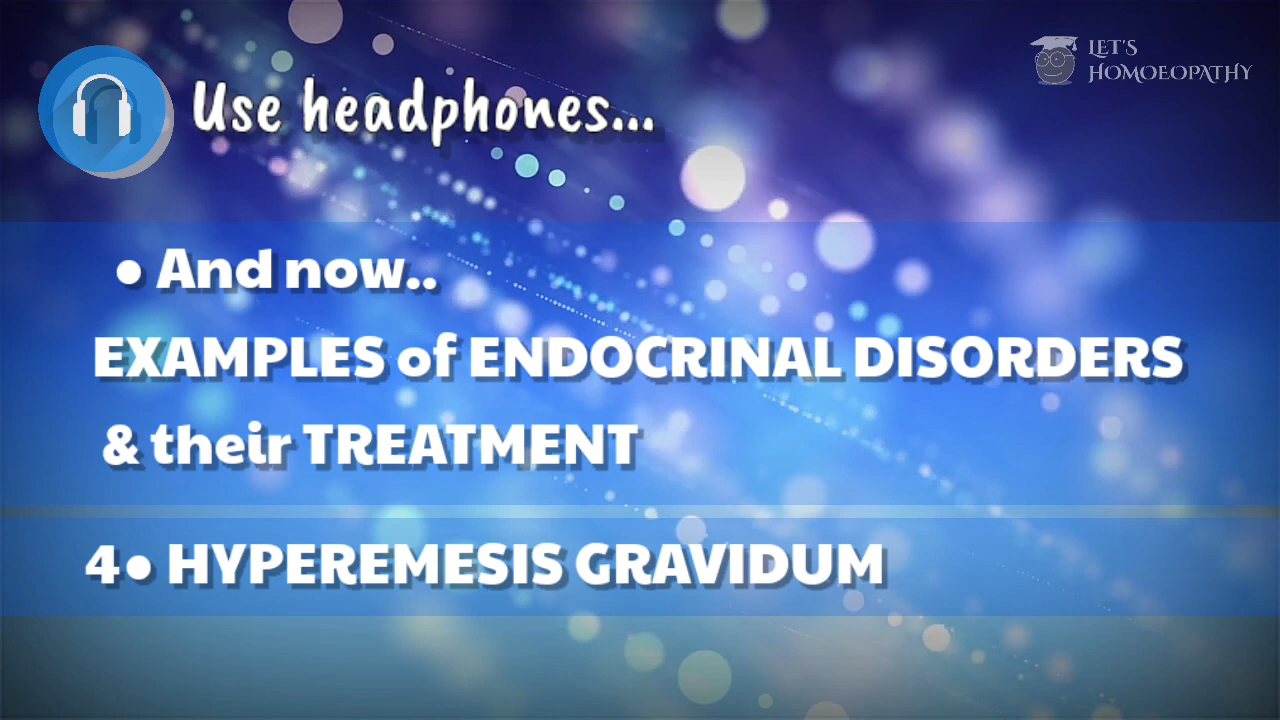 LET'S
HOMOEOPATHY
Use headphones...
● And now..
EXAMPLES of ENDOCRINAL DISORDERS
& their TREATMENT
4● HYPEREMESIS GRAVIDUM